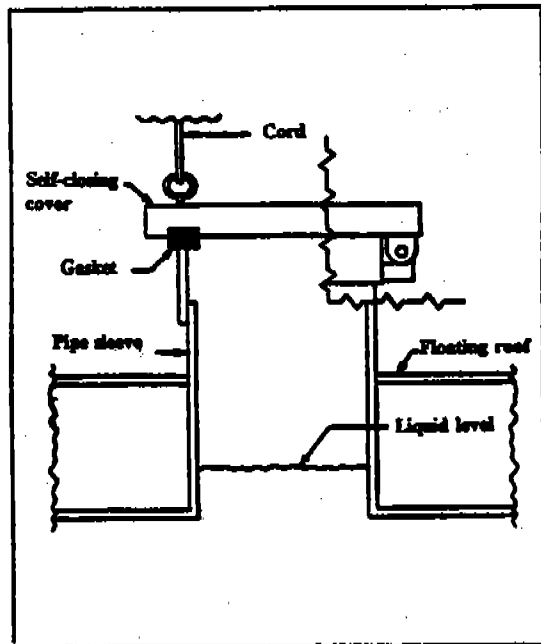 Cord
Self-closing
cover
Gasket
Pipe sleeve
Floating roof
Liquid level